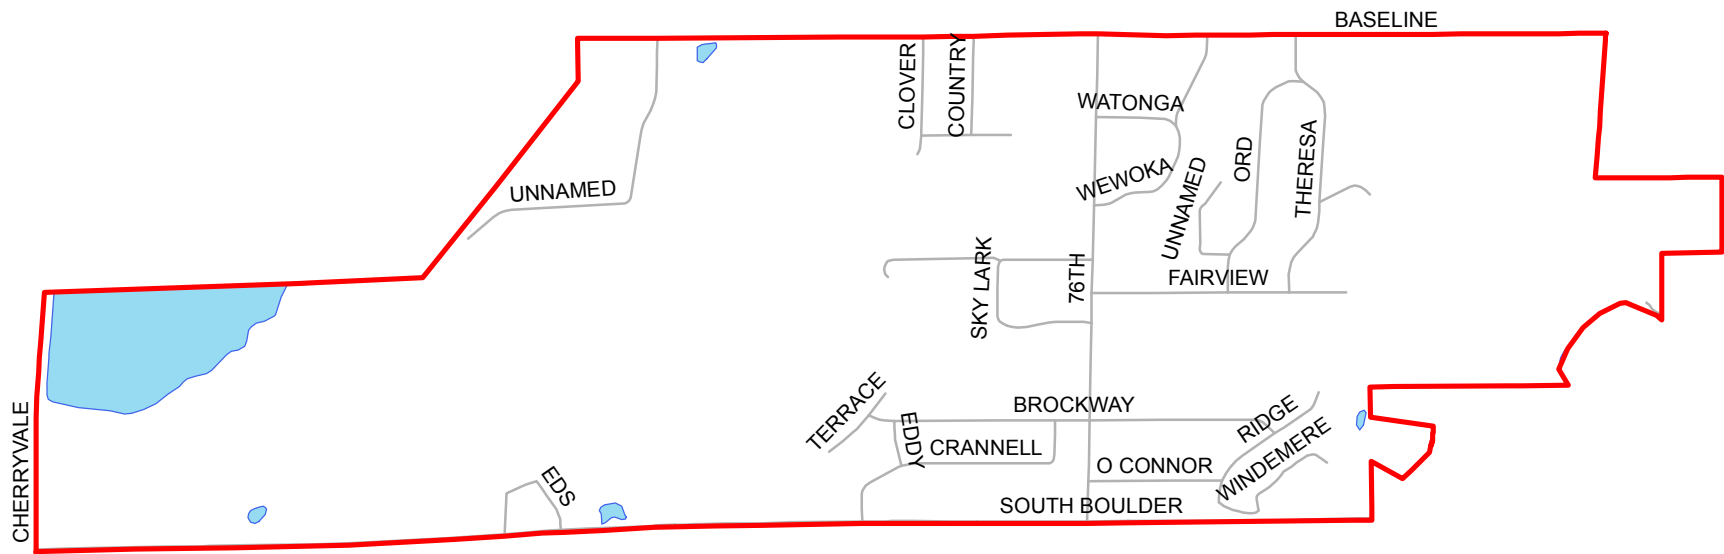 BASELINE
CLOVER
COUNTRY
WATONGA
WEWOKA
UNNAMED
ORD
THERESA
UNNAMED
SKY LARK
76TH
FAIRVIEW
TERRACE
EDDY
BROCKWAY
CRANNELL
RIDGE
WINDEMERE
O CONNOR
EDS
SOUTH BOULDER
CHERRYVALE